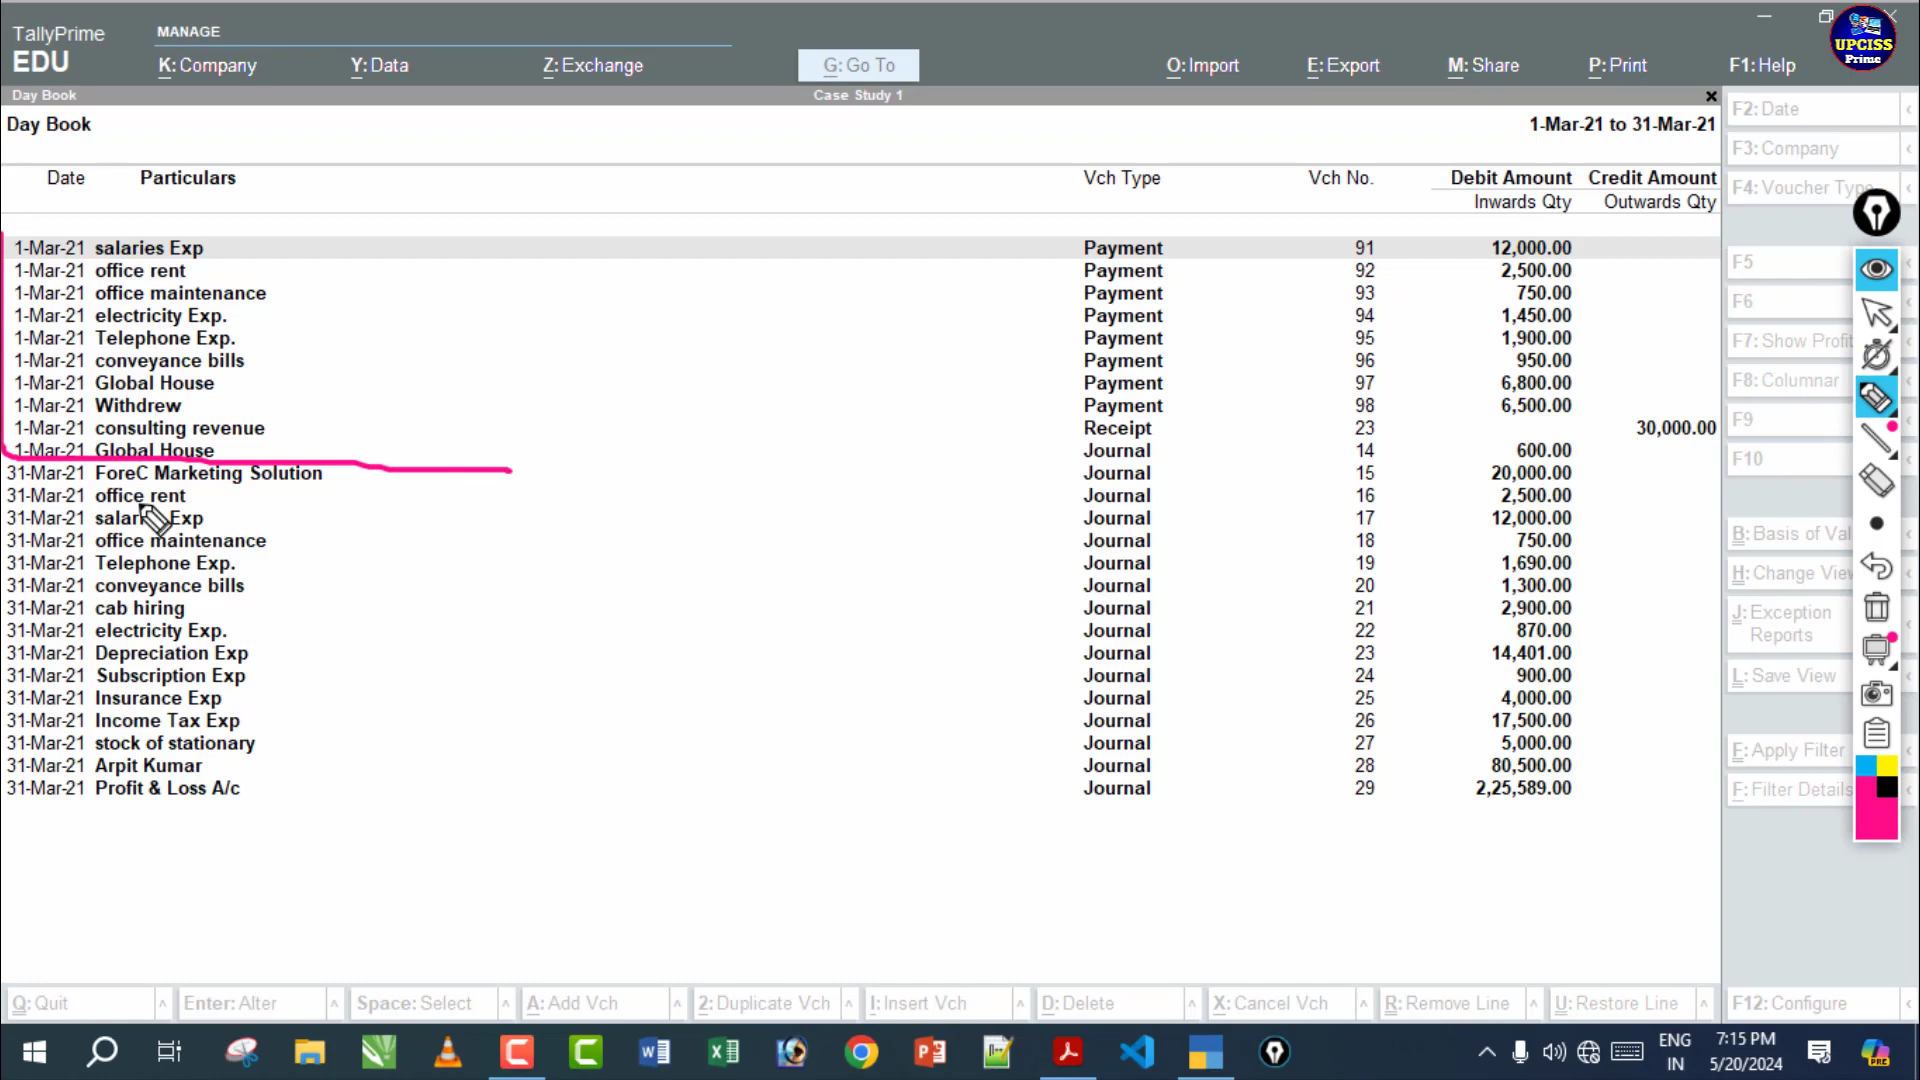 TallyPrime MANAGE
EDU K: Company Y: Data Z: Exchange G: Go To O: Import E: Export M: Share P: Print F1: Help
UPCISS Prime
Day Book Case Study 1
Day Book 1-Mar-21 to 31-Mar-21
Date Particulars Vch Type Vch No. Debit Amount Credit Amount
Inwards Qty Outwards Qty
1-Mar-21 salaries Exp Payment 91 12,000.00
1-Mar-21 office rent Payment 92 2,500.00
1-Mar-21 office maintenance Payment 93 750.00
1-Mar-21 electricity Exp. Payment 94 1,450.00
1-Mar-21 Telephone Exp. Payment 95 1,900.00
1-Mar-21 conveyance bills Payment 96 950.00
1-Mar-21 Global House Payment 97 6,800.00
1-Mar-21 Withdrew Payment 98 6,500.00
1-Mar-21 consulting revenue Receipt 23 30,000.00
1-Mar-21 Global House Journal 14 600.00
31-Mar-21 ForeC Marketing Solution Journal 15 20,000.00
31-Mar-21 office rent Journal 16 2,500.00
31-Mar-21 salaries Exp Journal 17 12,000.00
31-Mar-21 office maintenance Journal 18 750.00
31-Mar-21 Telephone Exp. Journal 19 1,690.00
31-Mar-21 conveyance bills Journal 20 1,300.00
31-Mar-21 cab hiring Journal 21 2,900.00
31-Mar-21 electricity Exp. Journal 22 870.00
31-Mar-21 Depreciation Exp Journal 23 14,401.00
31-Mar-21 Subscription Exp Journal 24 900.00
31-Mar-21 Insurance Exp Journal 25 4,000.00
31-Mar-21 Income Tax Exp Journal 26 17,500.00
31-Mar-21 stock of stationary Journal 27 5,000.00
31-Mar-21 Arpit Kumar Journal 28 80,500.00
31-Mar-21 Profit & Loss A/c Journal 29 2,25,589.00
F2: Date
F3: Company
F4: Voucher Type
F5
F6
F7: Show Profit
F8: Columnar
F9
F10
B: Basis of Val
H: Change View
J: Exception
Reports
L: Save View
F: Apply Filter
F: Filter Details
Q: Quit Enter: Alter Space: Select A: Add Vch 2: Duplicate Vch I: Insert Vch D: Delete X: Cancel Vch R: Remove Line U: Restore Line F12: Configure
ENG 7:15 PM
IN 5/20/2024